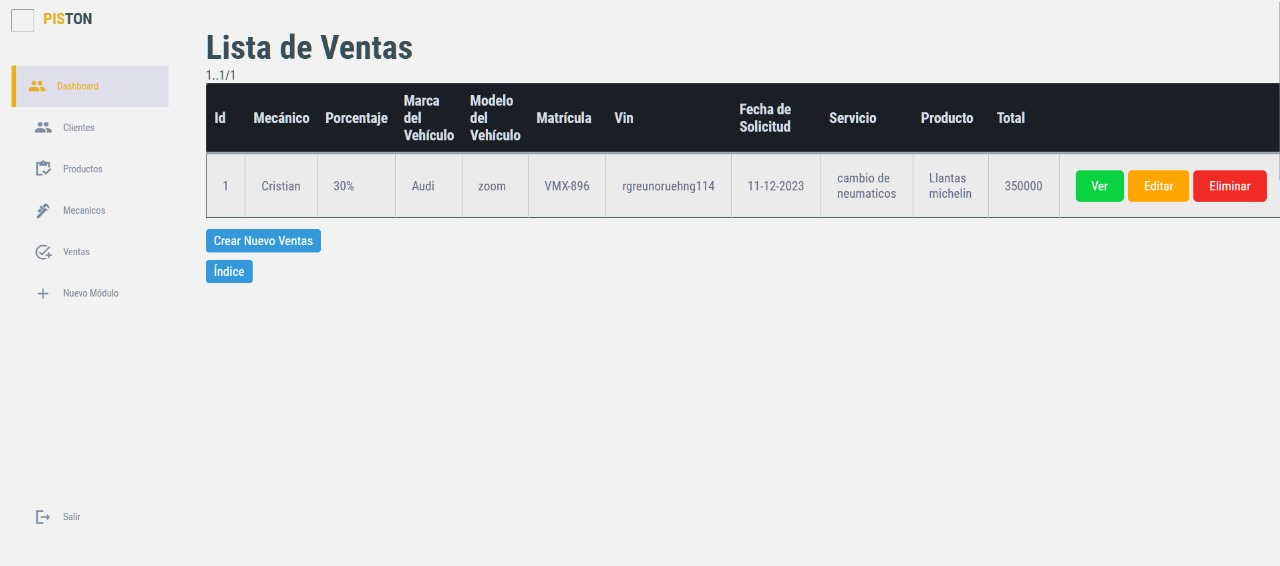 PISTON
Dashboard
Clientes
Productos
Mecanicos
Ventas
Nuevo Módulo
Salir
Lista de Ventas
1..1/1
Id Mecánico Porcentaje Marca del Vehículo Modelo del Vehículo Matrícula Vin Fecha de Solicitud Servicio Producto Total
1 Cristian 30% Audi zoom VMX-896 rgreunoruehng114 11-12-2023 cambio de neumaticos Llantas michelin 350000 Ver Editar Eliminar
Crear Nuevo Ventas
Índice